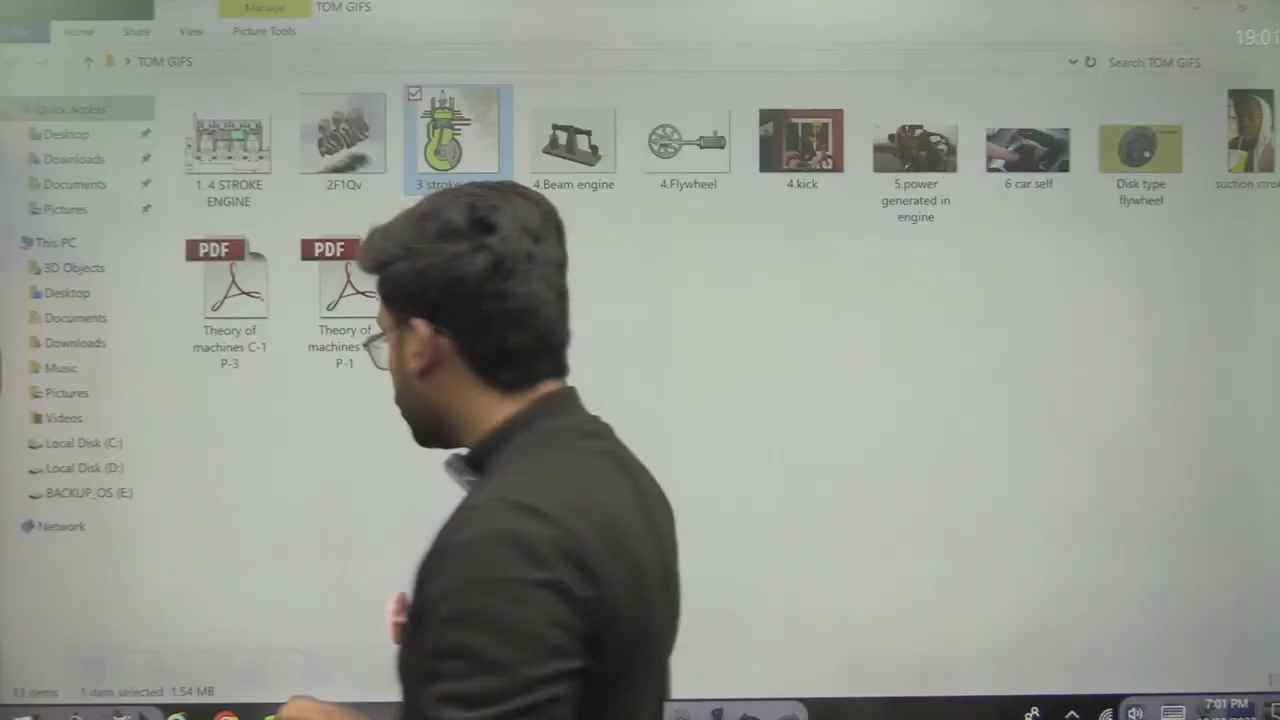 Manage
TOM GIFS
Home
Share
View
Picture Tools
19:01
TOM GIFS
Search TOM GIFS
Quick access
Desktop
Downloads
Documents
Pictures
This PC
3D Objects
Desktop
Documents
Downloads
Music
Pictures
Videos
Local Disk (C:)
Local Disk (D:)
BACKUP_OS (E:)
Network
1. 4 STROKE
ENGINE
2F1Qv
3
4.Beam engine
4.Flywheel
4.kick
5.power
generated in
engine
6 car self
Disk type
flywheel
suction
PDF
Theory of
machines C-1
P-3
PDF
Theory of
machines
P-1
13 items
1 item selected
1.54 MB
7:01 PM